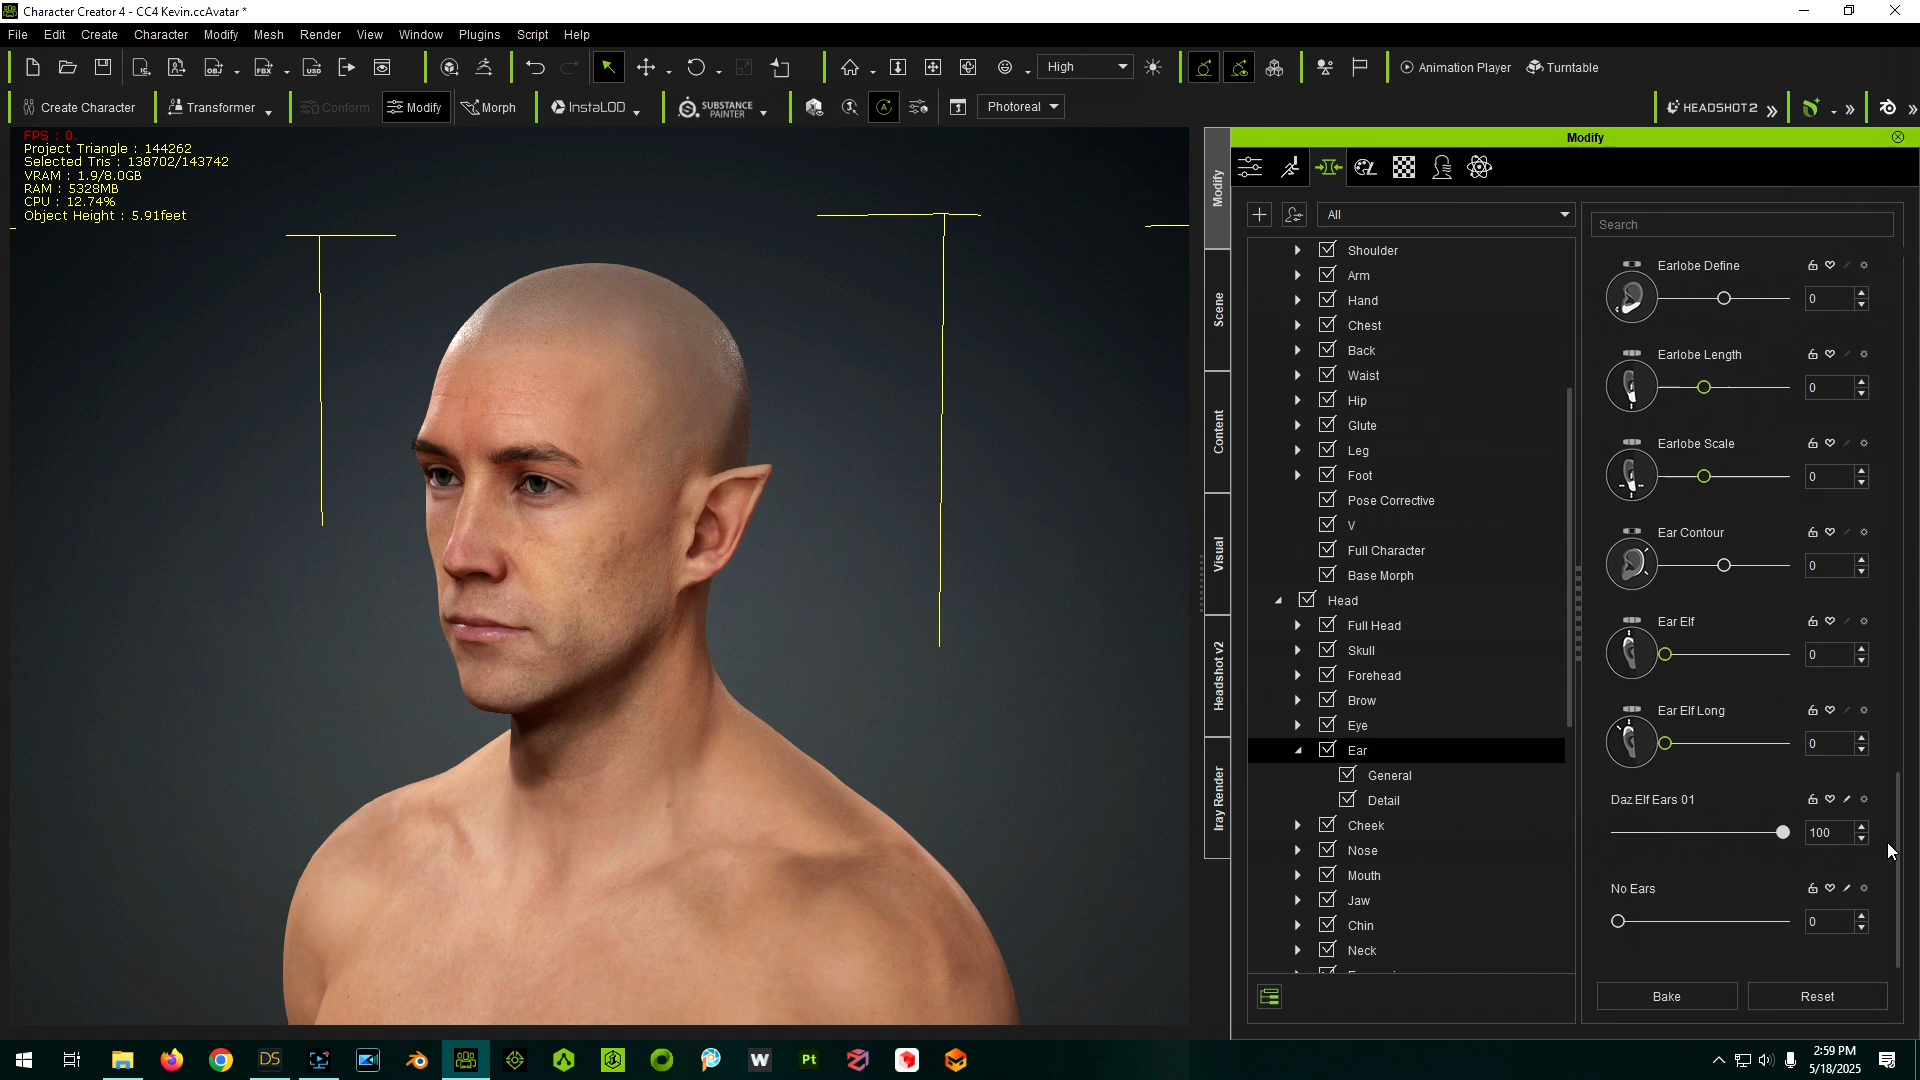 Character Creator 4 - CC4 Kevin.ccAvatar *
File Edit Create Character Modify Mesh Render View Window Plugins Script Help
High
Animation Player
Turntable
Create Character
Transformer
Conform
Modify
Morph
InstaLOD
SUBSTANCE PAINTER
Photoreal
HEADSHOT2
FPS : 0.
Project Triangle : 144262
Selected Tris : 138702/143742
VRAM : 1.9/8.0GB
RAM : 5328MB
CPU : 12.74%
Object Height : 5.91feet
Modify
Scene
Content
Visual
Headshot v2
Iray Render
Modify
All
Shoulder
Arm
Hand
Chest
Back
Waist
Hip
Glute
Leg
Foot
Pose Corrective
V
Full Character
Base Morph
Head
Full Head
Skull
Forehead
Brow
Eye
Ear
General
Detail
Cheek
Nose
Mouth
Jaw
Chin
Neck
Search
Earlobe Define
0
Earlobe Length
0
Earlobe Scale
0
Ear Contour
0
Ear Elf
0
Ear Elf Long
0
Daz Elf Ears 01
100
No Ears
0
Bake
Reset
DS
W
Pt
2:59 PM
5/18/2025